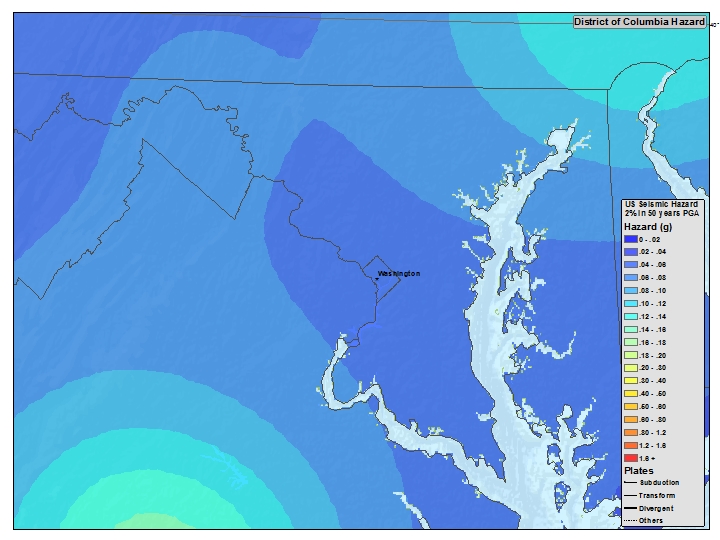 District of Columbia Hazard
40°
Washington
US Seismic Hazard
2% in 50 years PGA
Hazard (g)
0 - .02
.02 - .04
.04 - .06
.06 - .08
.08 - .10
.10 - .12
.12 - .14
.14 - .16
.16 - .18
.18 - .20
.20 - .30
.30 - .40
.40 - .50
.50 - .60
.60 - .80
.80 - 1.2
1.2 - 1.6
1.6 +
Plates
Subduction
Transform
Divergent
Others